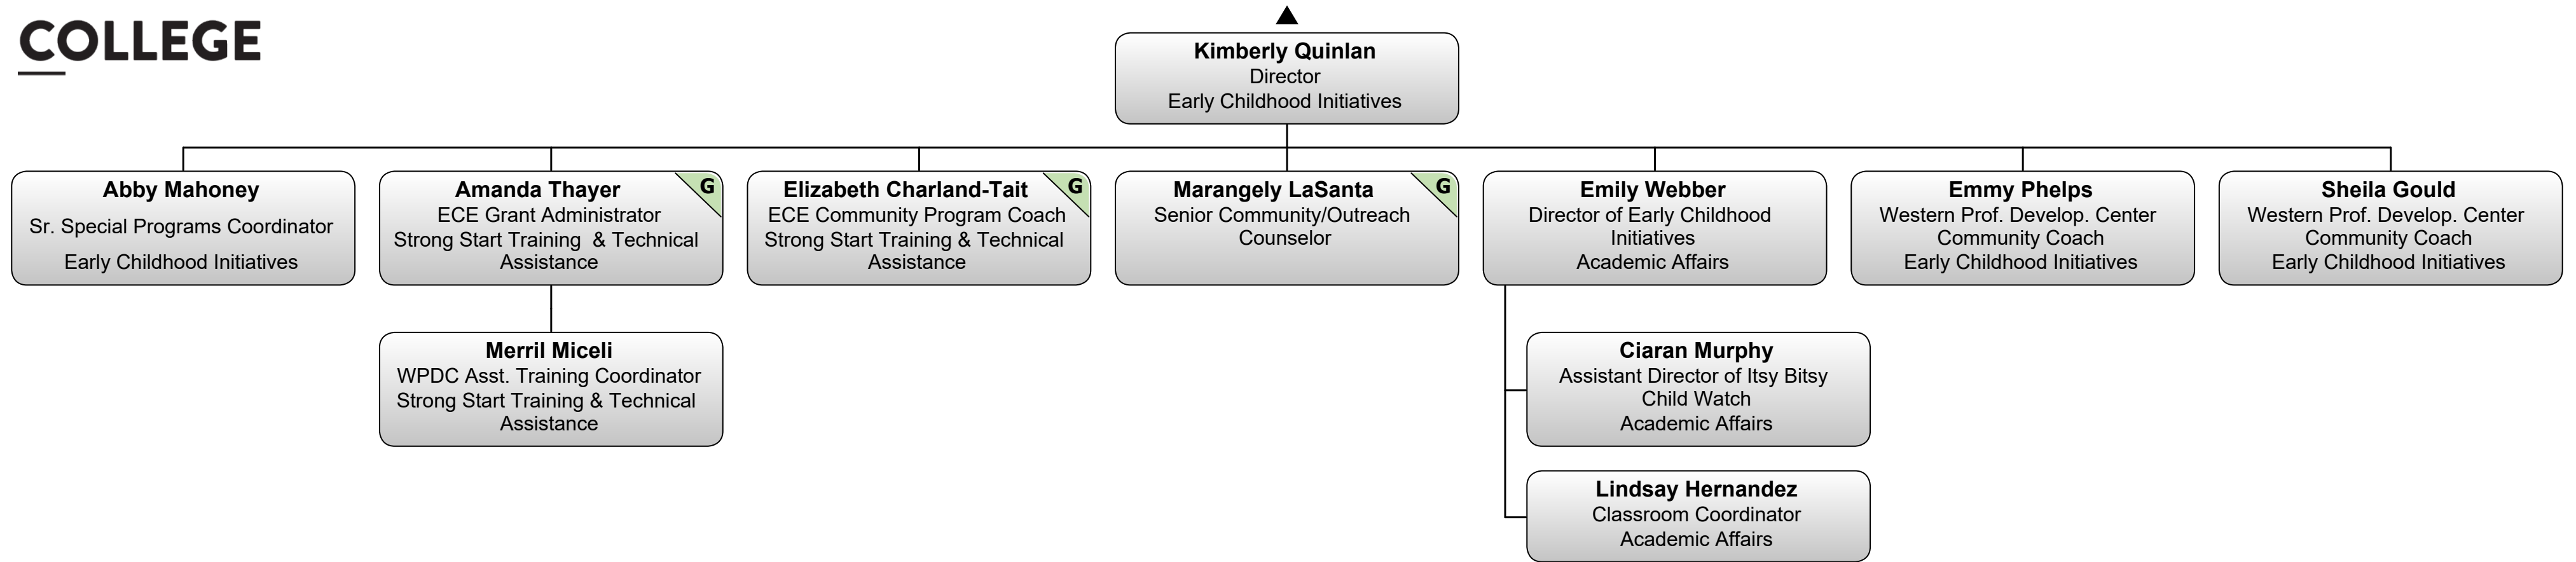 COLLEGE
Kimberly Quinlan
Director
Early Childhood Initiatives
Abby Mahoney
Sr. Special Programs Coordinator
Early Childhood Initiatives
Amanda Thayer
G
ECE Grant Administrator
Strong Start Training & Technical
Assistance
Elizabeth Charland-Tait
G
ECE Community Program Coach
Strong Start Training & Technical
Assistance
Marangely LaSanta
G
Senior Community/Outreach
Counselor
Emily Webber
Director of Early Childhood
Initiatives
Academic Affairs
Emmy Phelps
Western Prof. Develop. Center
Community Coach
Early Childhood Initiatives
Sheila Gould
Western Prof. Develop. Center
Community Coach
Early Childhood Initiatives
Merril Miceli
WPDC Asst. Training Coordinator
Strong Start Training & Technical
Assistance
Ciaran Murphy
Assistant Director of Itsy Bitsy
Child Watch
Academic Affairs
Lindsay Hernandez
Classroom Coordinator
Academic Affairs